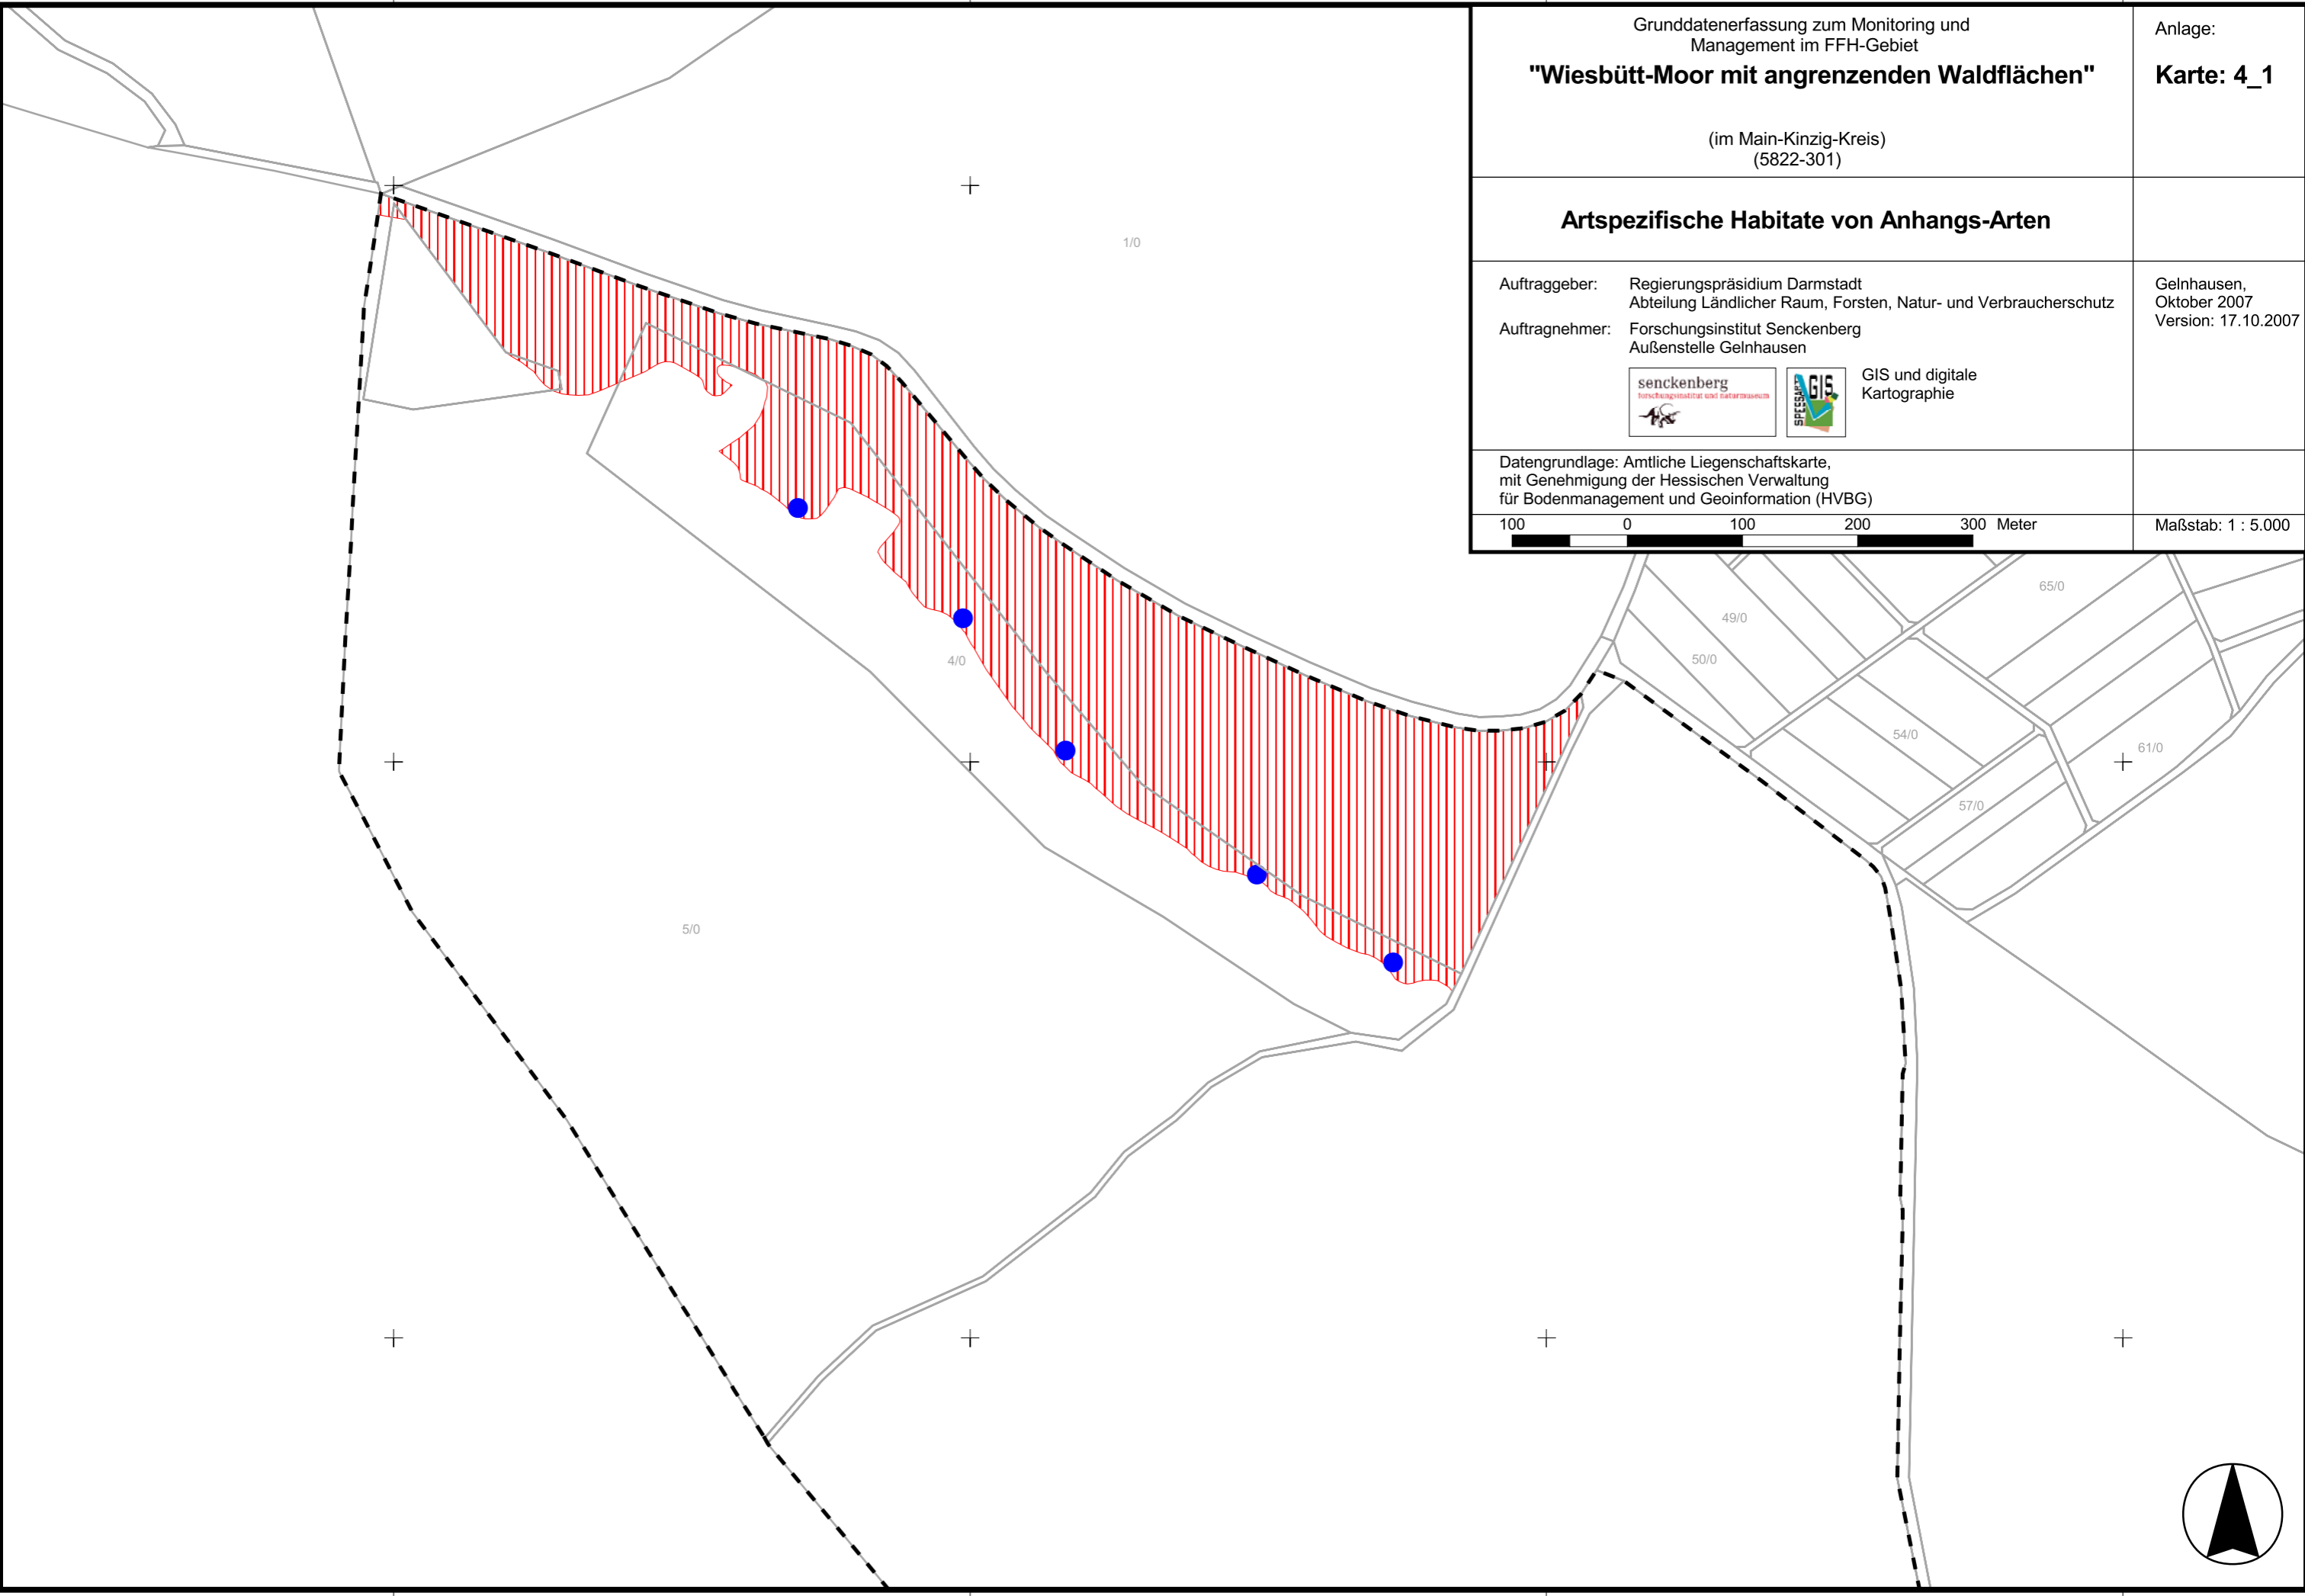 Grunddatenerfassung zum Monitoring und
Management im FFH-Gebiet
"Wiesbütt-Moor mit angrenzenden Waldflächen"
(im Main-Kinzig-Kreis)
(5822-301)
Anlage:
Karte: 4_1
Artspezifische Habitate von Anhangs-Arten
Auftraggeber: Regierungspräsidium Darmstadt
Abteilung Ländlicher Raum, Forsten, Natur- und Verbraucherschutz
Auftragnehmer: Forschungsinstitut Senckenberg
Außenstelle Gelnhausen
Gelnhausen,
Oktober 2007
Version: 17.10.2007
senckenberg
forschungsinstitut und naturmuseum
SPESSART
GIS
GIS und digitale
Kartographie
Datengrundlage: Amtliche Liegenschaftskarte,
mit Genehmigung der Hessischen Verwaltung
für Bodenmanagement und Geoinformation (HVBG)
100 0 100 200 300 Meter
Maßstab: 1 : 5.000
1/0
65/0
49/0
50/0
4/0
54/0
61/0
57/0
5/0